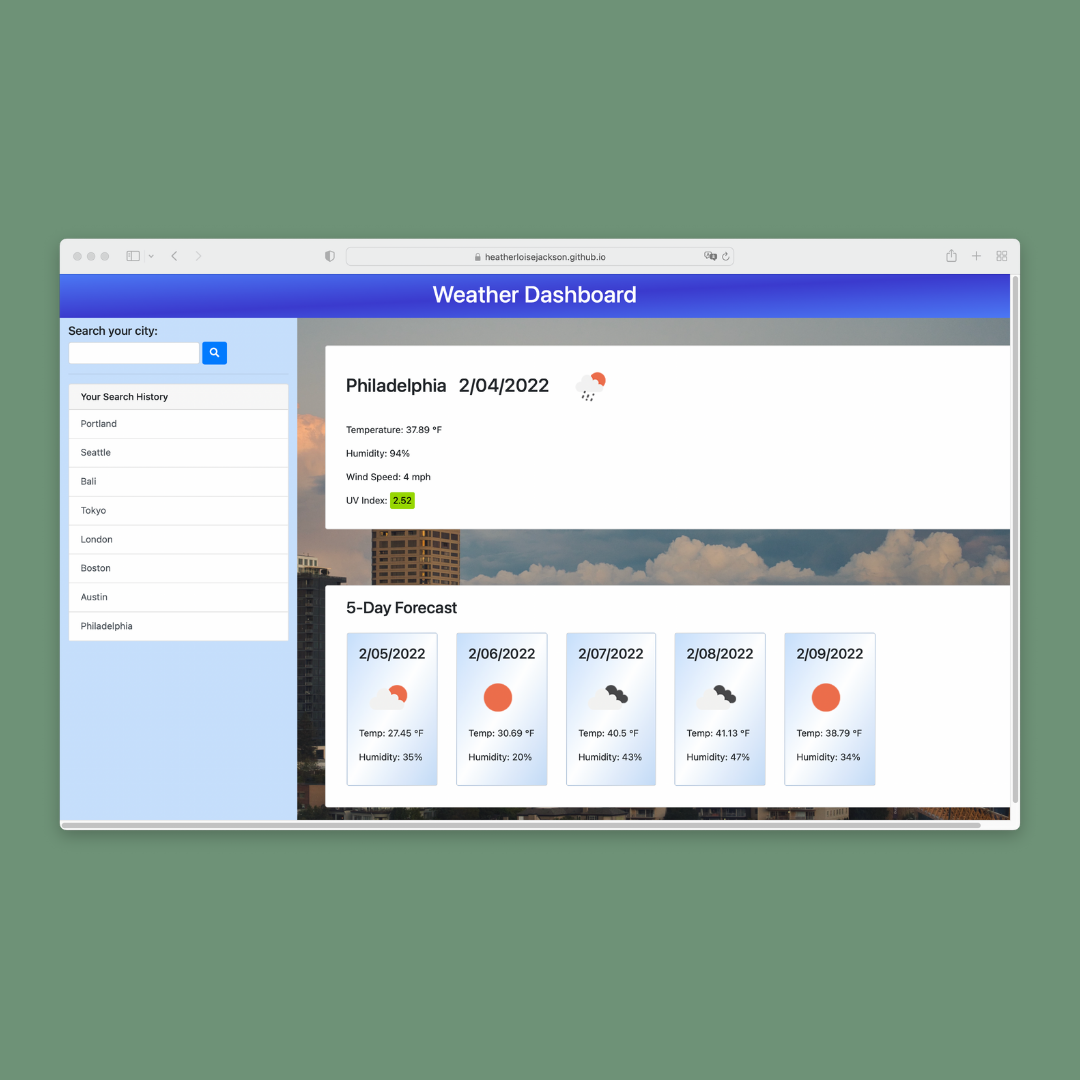 heatherloisejackson.github.io
Weather Dashboard
Search your city:
Your Search History
Portland
Seattle
Bali
Tokyo
London
Boston
Austin
Philadelphia
Philadelphia 2/04/2022
Temperature: 37.89 °F
Humidity: 94%
Wind Speed: 4 mph
UV Index: 2.52
5-Day Forecast
2/05/2022
Temp: 27.45 °F
Humidity: 35%
2/06/2022
Temp: 30.69 °F
Humidity: 20%
2/07/2022
Temp: 40.5 °F
Humidity: 43%
2/08/2022
Temp: 41.13 °F
Humidity: 47%
2/09/2022
Temp: 38.79 °F
Humidity: 34%